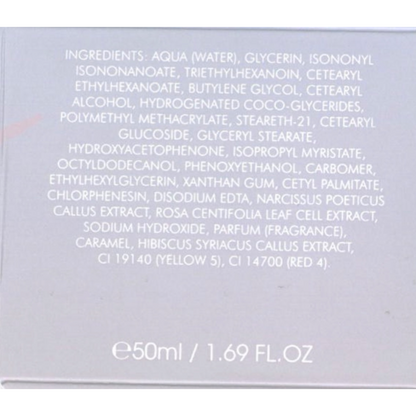 INGREDIENTS: AQUA (WATER), GLYCERIN, ISONONYL
ISONONANOATE, TRIETHYLHEXANOIN, CETEARYL
ETHYLHEXANOATE, BUTYLENE GLYCOL, CETEARYL
ALCOHOL, HYDROGENATED COCO-GLYCERIDES,
POLYMETHYL METHACRYLATE, STEARETH-21, CETEARYL
GLUCOSIDE, GLYCERYL STEARATE,
HYDROXYACETOPHENONE, ISOPROPYL MYRISTATE,
OCTYLDODECANOL, PHENOXYETHANOL, CARBOMER,
ETHYLHEXYLGLYCERIN, XANTHAN GUM, CETYL PALMITATE,
CHLORPHENESIN, DISODIUM EDTA, NARCISSUS POETICUS
CALLUS EXTRACT, ROSA CENTIFOLIA LEAF CELL EXTRACT,
SODIUM HYDROXIDE, PARFUM (FRAGRANCE),
CARAMEL, HIBISCUS SYRIACUS CALLUS EXTRACT,
CI 19140 (YELLOW 5), CI 14700 (RED 4).
℮50ml / 1.69 FL.OZ